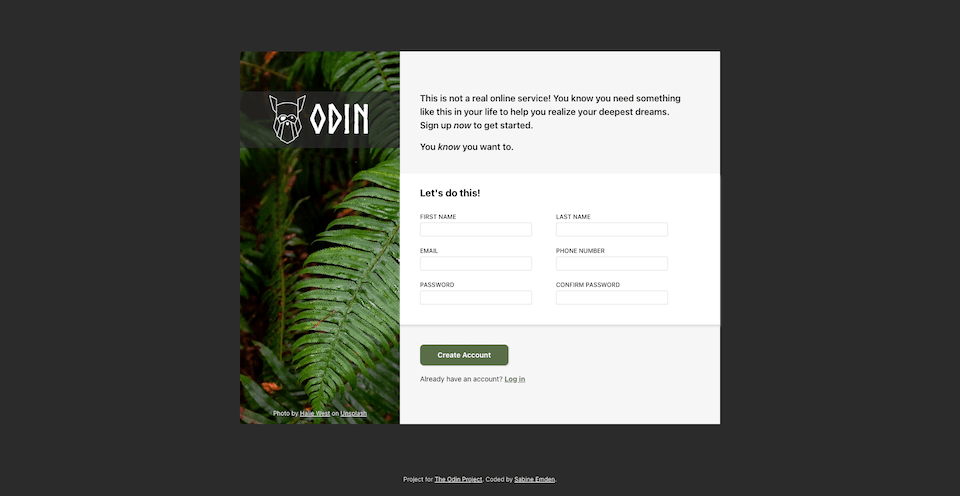 ODIN
This is not a real online service! You know you need something
like this in your life to help you realize your deepest dreams.
Sign up now to get started.
You know you want to.
Let's do this!
FIRST NAME
LAST NAME
EMAIL
PHONE NUMBER
PASSWORD
CONFIRM PASSWORD
Create Account
Already have an account? Log in
Photo by Halie West on Unsplash
Project for The Odin Project. Coded by Sabine Emden.